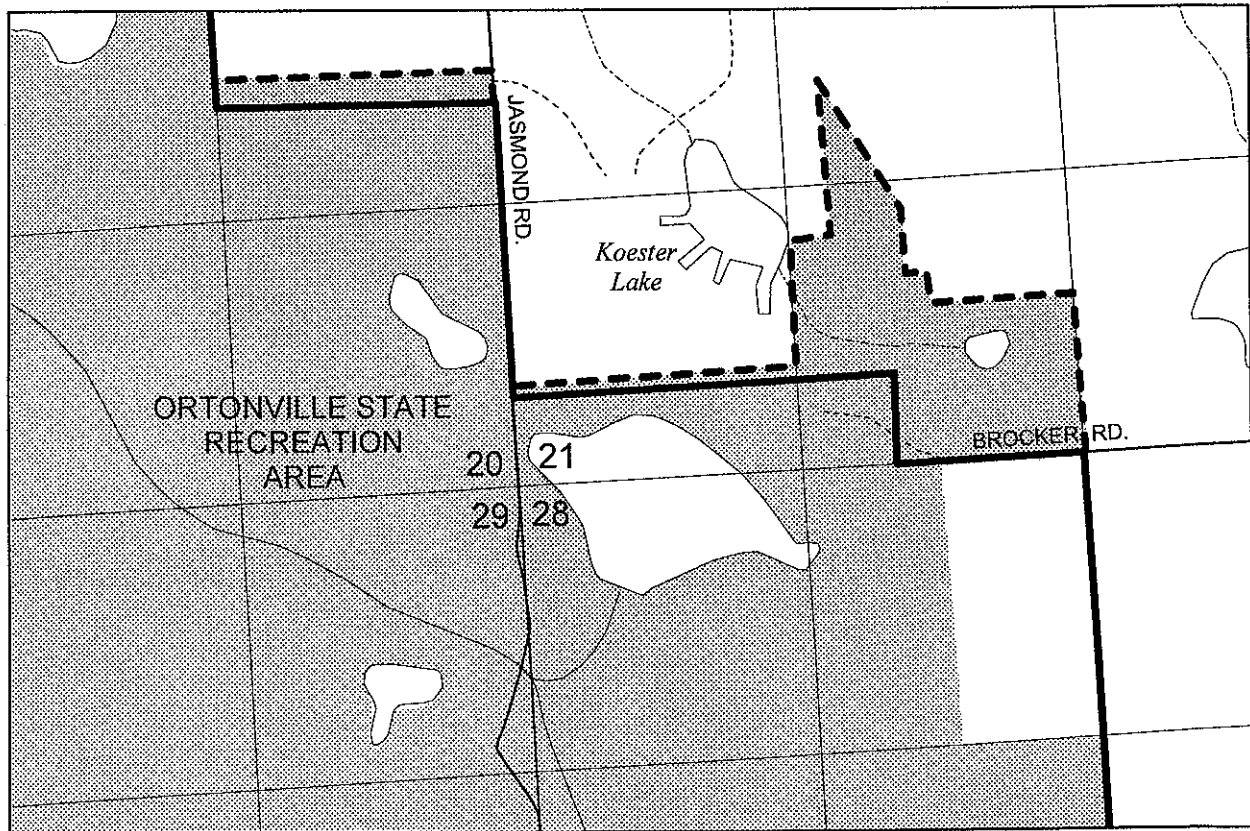 JASMOND RD.
Koester
Lake
ORTONVILLE STATE
RECREATION
AREA
BROCKER RD.
20 21
29 28